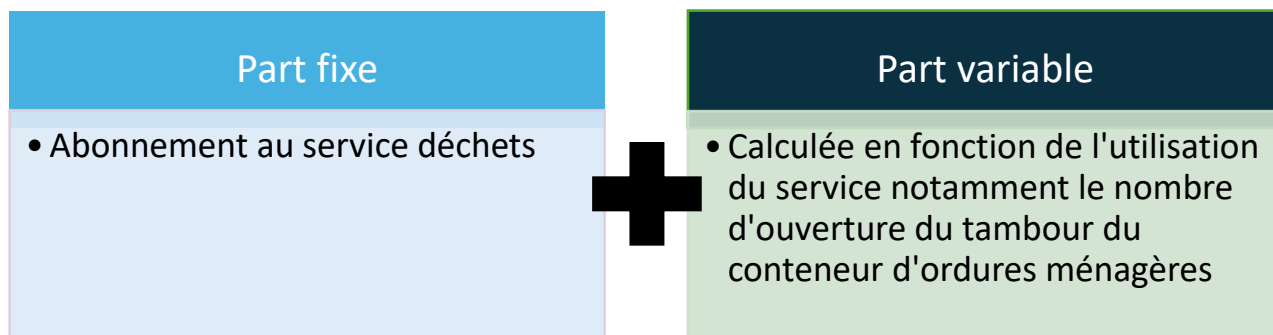 Part fixe
• Abonnement au service déchets
Part variable
• Calculée en fonction de l'utilisation
du service notamment le nombre
d'ouverture du tambour du
conteneur d'ordures ménagères